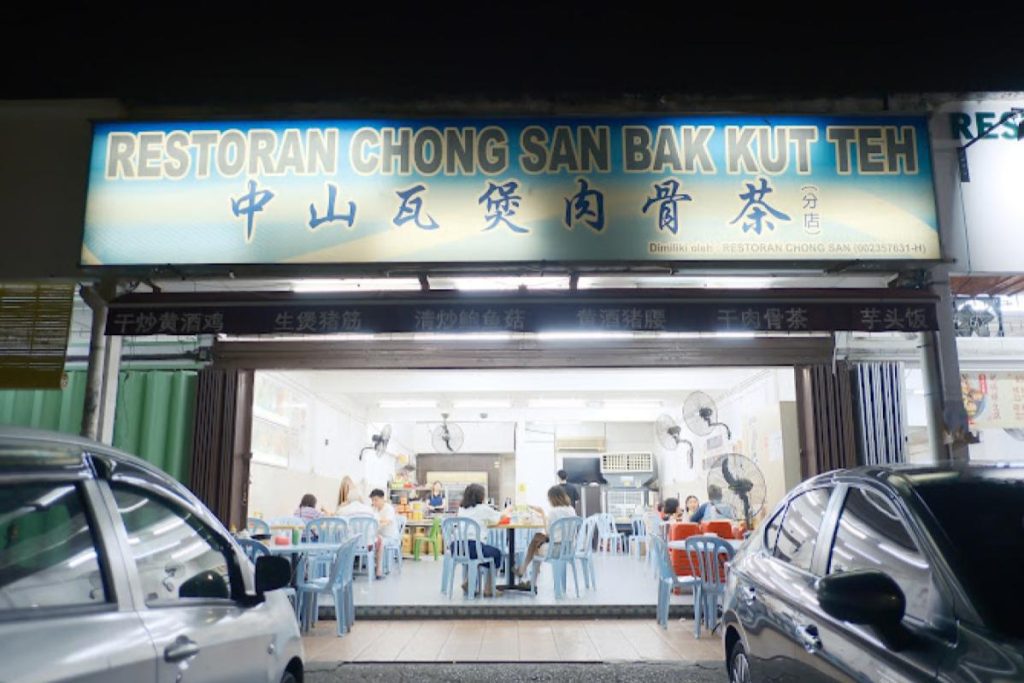 RESTORAN CHONG SAN BAK KUT TEH
中山瓦煲肉骨茶(分店)
Dimiliki oleh : RESTORAN CHONG SAN (002357631-H)
RES
干炒黄酒鸡 生煲猪筋 清炒鲍鱼菇 黄酒猪腰 干肉骨茶 芋头饭